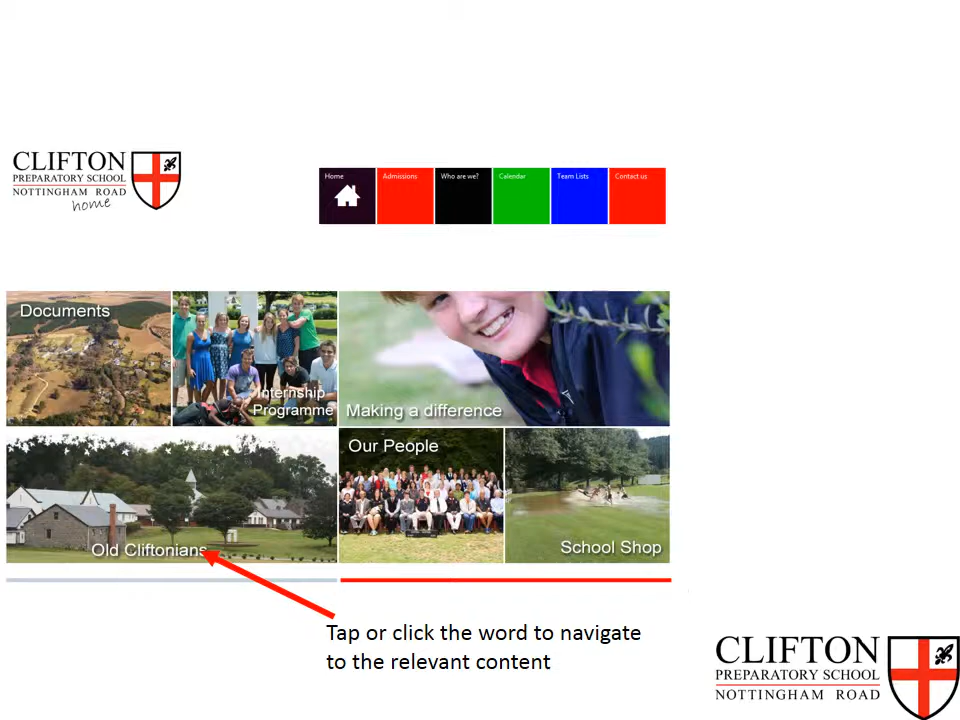 CLIFTON
PREPARATORY SCHOOL
NOTTINGHAM ROAD
home
Home
Admissions
Who are we?
Calendar
Team Lists
Contact us
Documents
Internship
Programme
Making a difference
Old Cliftonians
Our People
School Shop
Tap or click the word to navigate
to the relevant content
CLIFTON
PREPARATORY SCHOOL
NOTTINGHAM ROAD